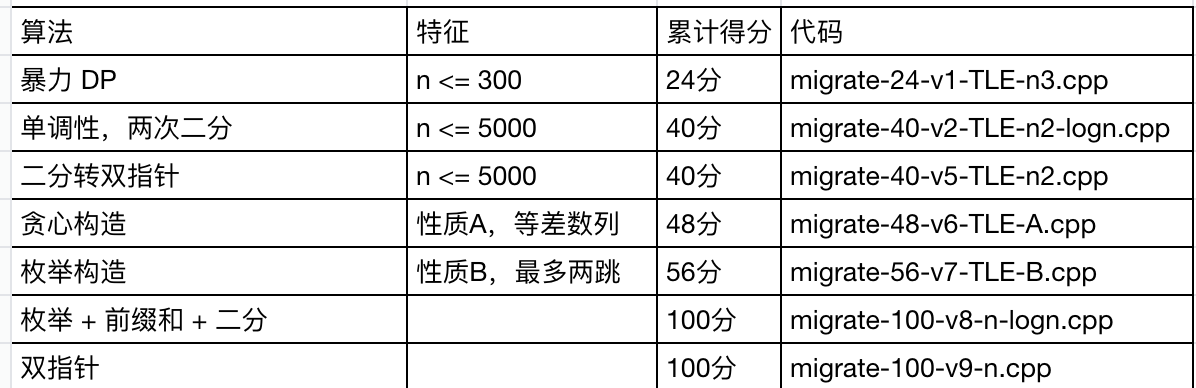 算法 特征 累计得分 代码
暴力 DP n <= 300 24分 migrate-24-v1-TLE-n3.cpp
单调性，两次二分 n <= 5000 40分 migrate-40-v2-TLE-n2-logn.cpp
二分转双指针 n <= 5000 40分 migrate-40-v5-TLE-n2.cpp
贪心构造 性质A，等差数列 48分 migrate-48-v6-TLE-A.cpp
枚举构造 性质B，最多两跳 56分 migrate-56-v7-TLE-B.cpp
枚举 + 前缀和 + 二分 100分 migrate-100-v8-n-logn.cpp
双指针 100分 migrate-100-v9-n.cpp